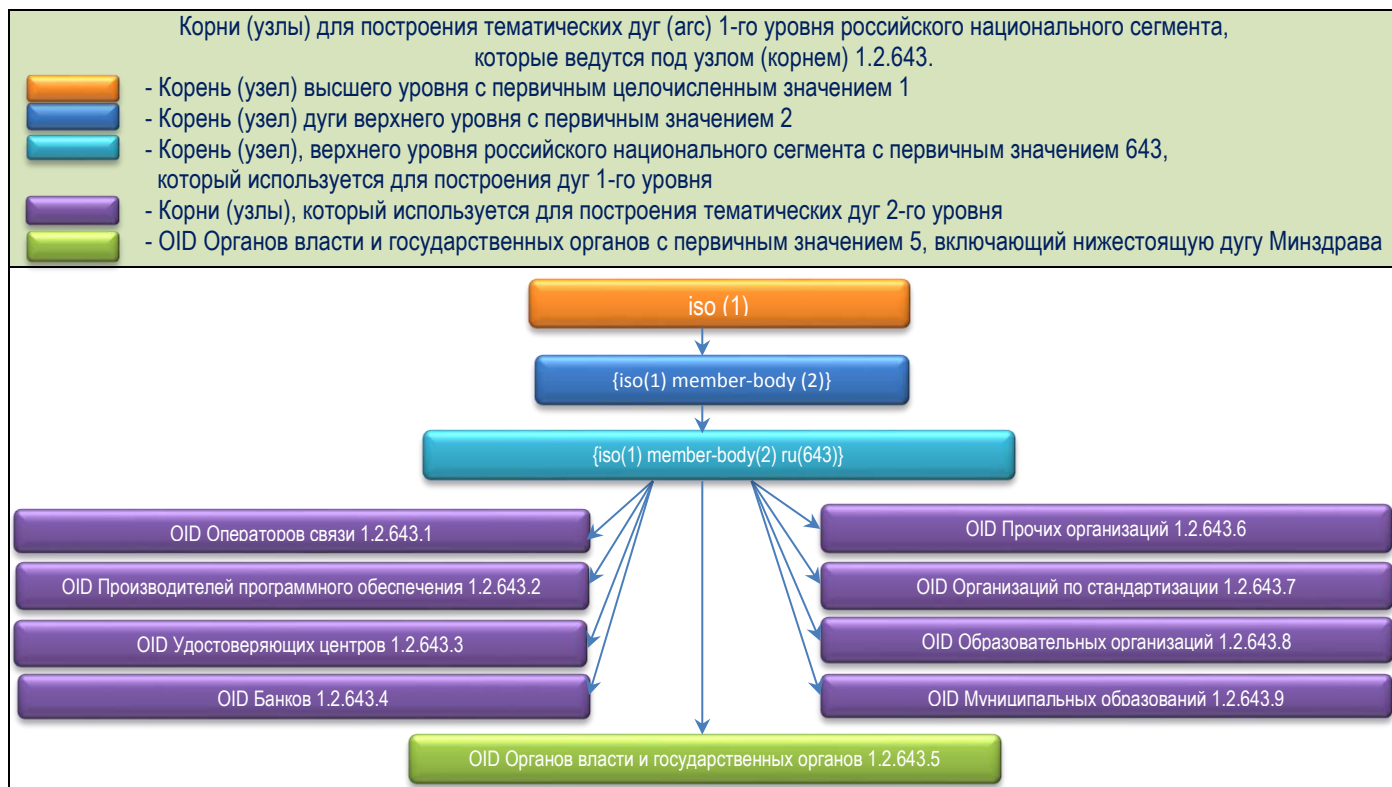 Корни (узлы) для построения тематических дуг (arc) 1-го уровня российского национального сегмента,
которые ведутся под узлом (корнем) 1.2.643.
- Корень (узел) высшего уровня с первичным целочисленным значением 1
- Корень (узел) дуги верхнего уровня с первичным значением 2
- Корень (узел), верхнего уровня российского национального сегмента с первичным значением 643,
который используется для построения дуг 1-го уровня
- Корни (узлы), который используется для построения тематических дуг 2-го уровня
- OID Органов власти и государственных органов с первичным значением 5, включающий нижестоящую дугу Минздрава
iso (1)
{iso(1) member-body (2)}
{iso(1) member-body(2) ru(643)}
OID Операторов связи 1.2.643.1
OID Производителей программного обеспечения 1.2.643.2
OID Удостоверяющих центров 1.2.643.3
OID Банков 1.2.643.4
OID Прочих организаций 1.2.643.6
OID Организаций по стандартизации 1.2.643.7
OID Образовательных организаций 1.2.643.8
OID Муниципальных образований 1.2.643.9
OID Органов власти и государственных органов 1.2.643.5